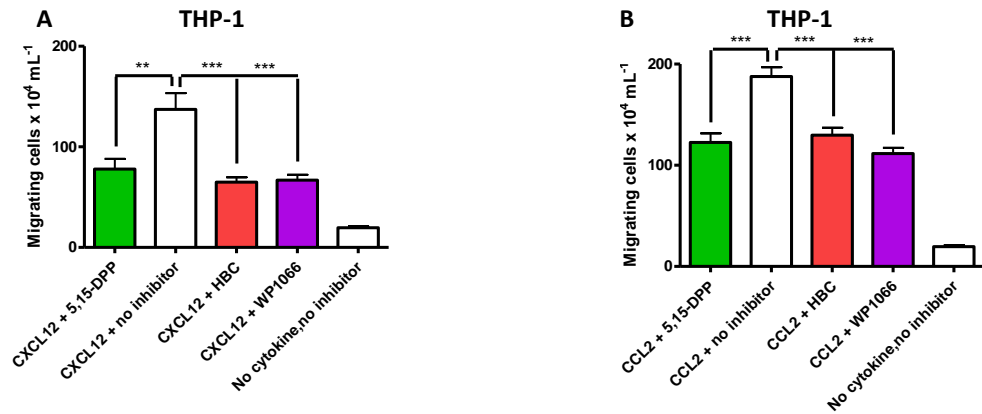 A
THP-1
Migrating cells x 10⁴ mL⁻¹
200
100
0
**
***
***
CXCL12 + 5,15-DPP
CXCL12 + no inhibitor
CXCL12 + HBC
CXCL12 + WP1066
No cytokine,no inhibitor
B
THP-1
Migrating cells x 10⁴ mL⁻¹
200
100
0
***
***
***
CCL2 + 5,15-DPP
CCL2 + no inhibitor
CCL2 + HBC
CCL2 + WP1066
No cytokine,no inhibitor